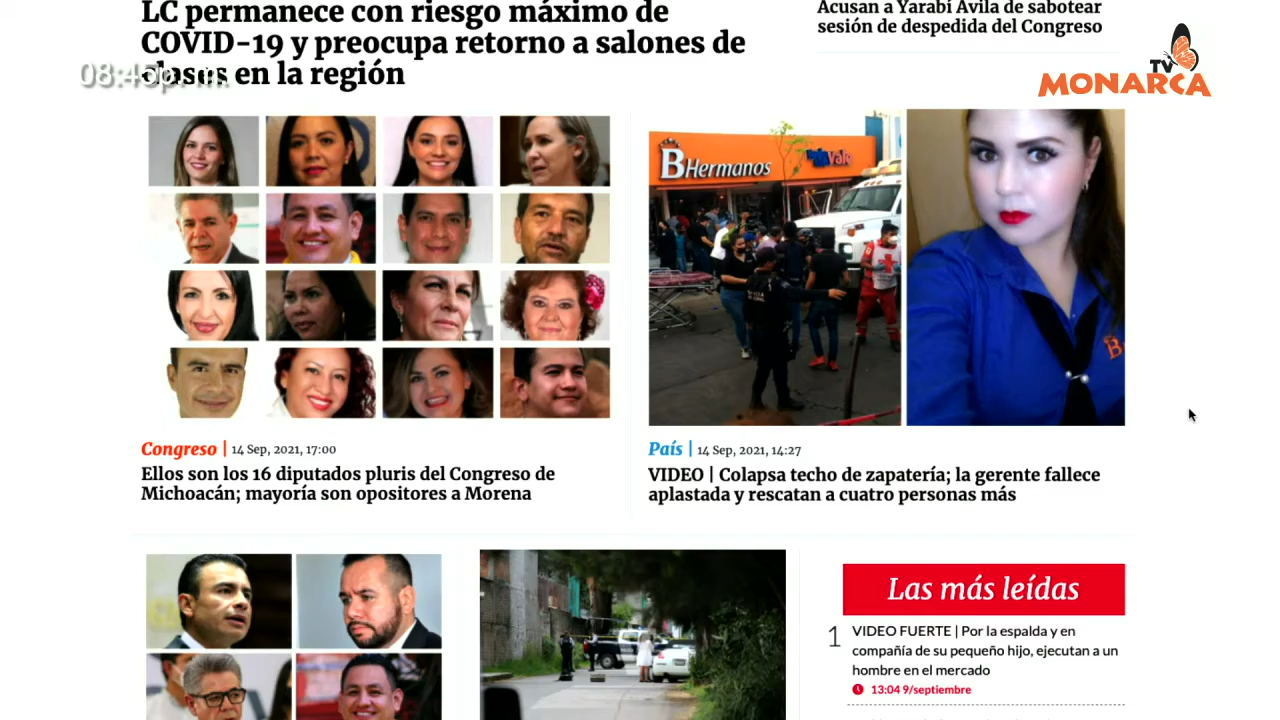 LC permanece con riesgo máximo de
COVID-19 y preocupa retorno a salones de
clases en la región
Acusan a Yarabí Ávila de sabotear
sesión de despedida del Congreso
TV
MONARCA
B Hermanos
Vale
Congreso | 14 Sep, 2021, 17:00
Ellos son los 16 diputados pluris del Congreso de
Michoacán; mayoría son opositores a Morena
País | 14 Sep, 2021, 14:27
VIDEO | Colapsa techo de zapatería; la gerente fallece
aplastada y rescatan a cuatro personas más
Las más leídas
1
VIDEO FUERTE | Por la espalda y en
compañía de su pequeño hijo, ejecutan a un
hombre en el mercado
13:04 9/septiembre